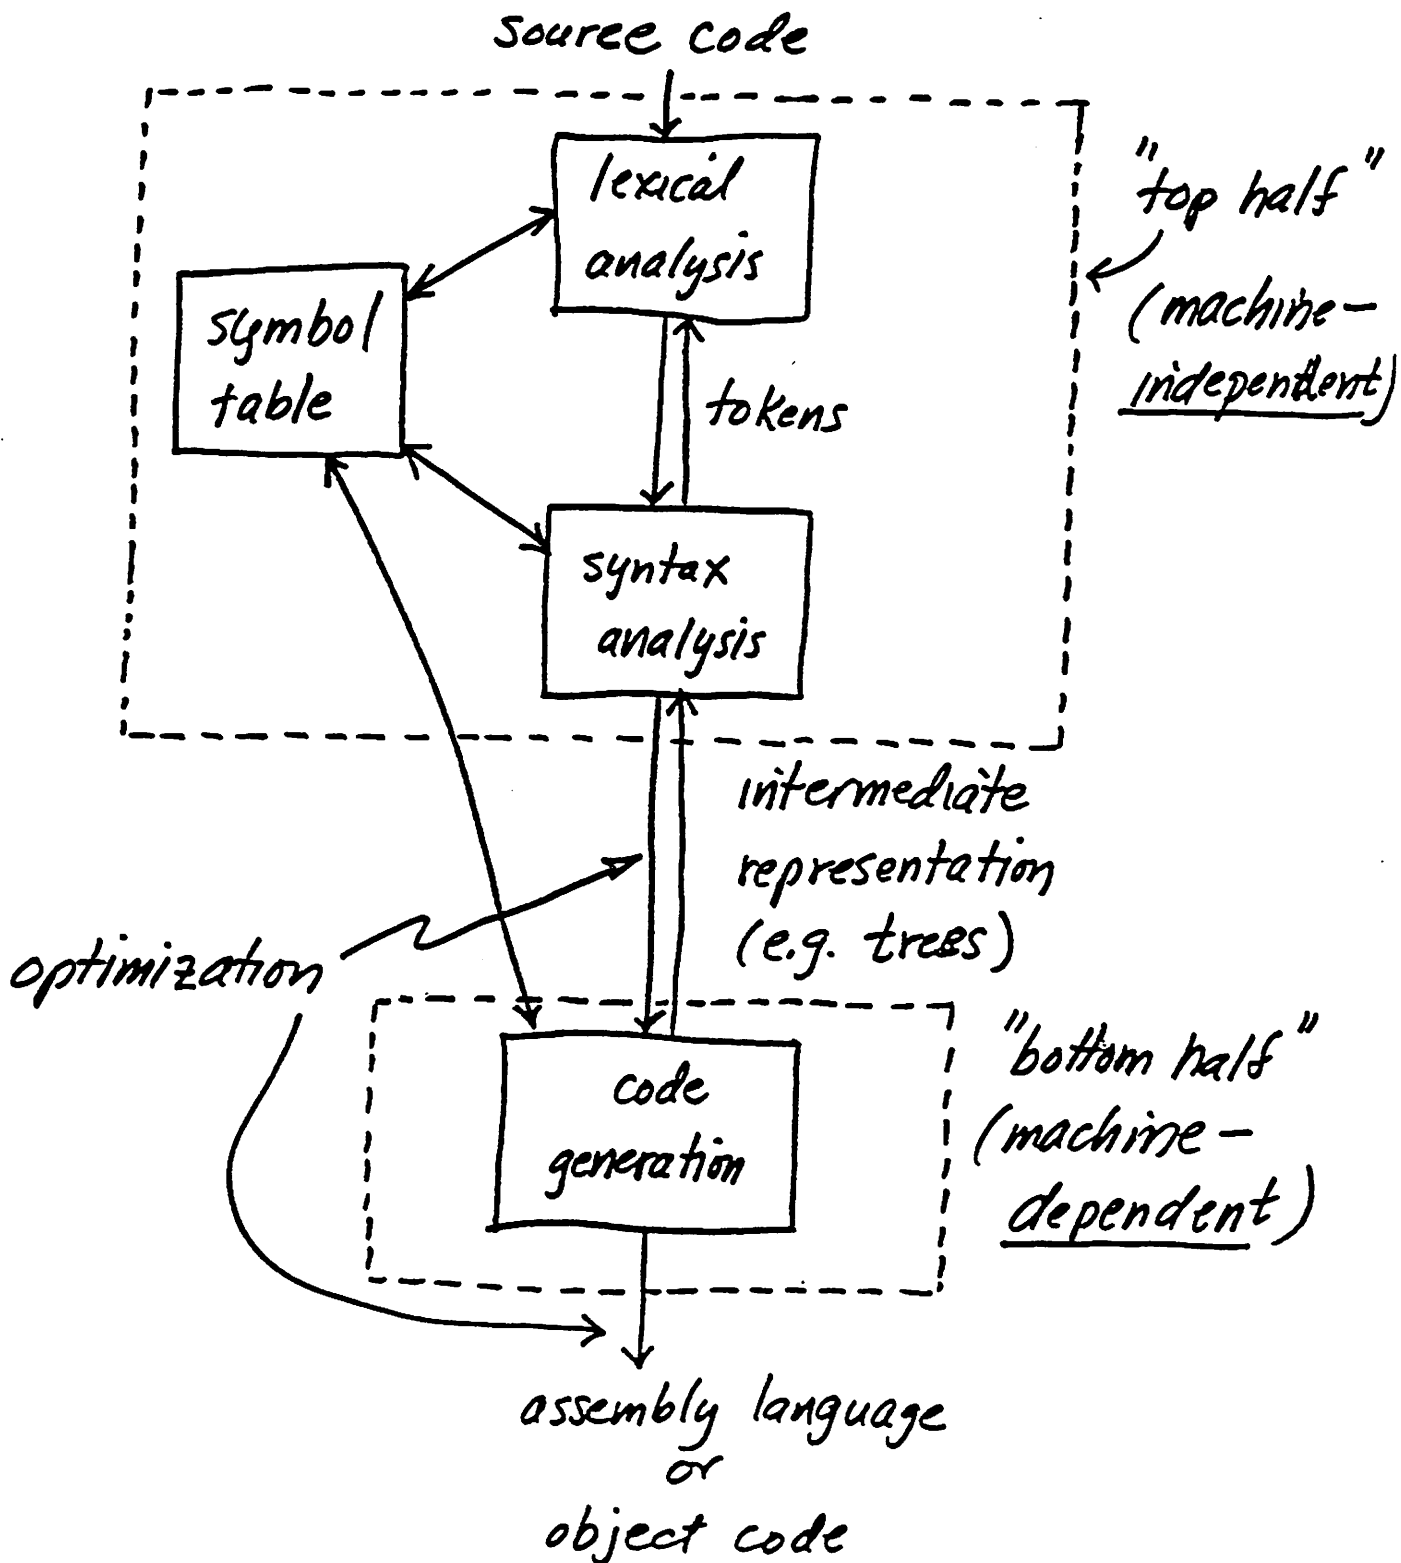 source code
lexical
analysis
"top half"
(machine-
independent)
symbol
table
tokens
syntax
analysis
intermediate
representation
(e.g. trees)
optimization
"bottom half"
(machine-
dependent)
code
generation
assembly language
or
object code